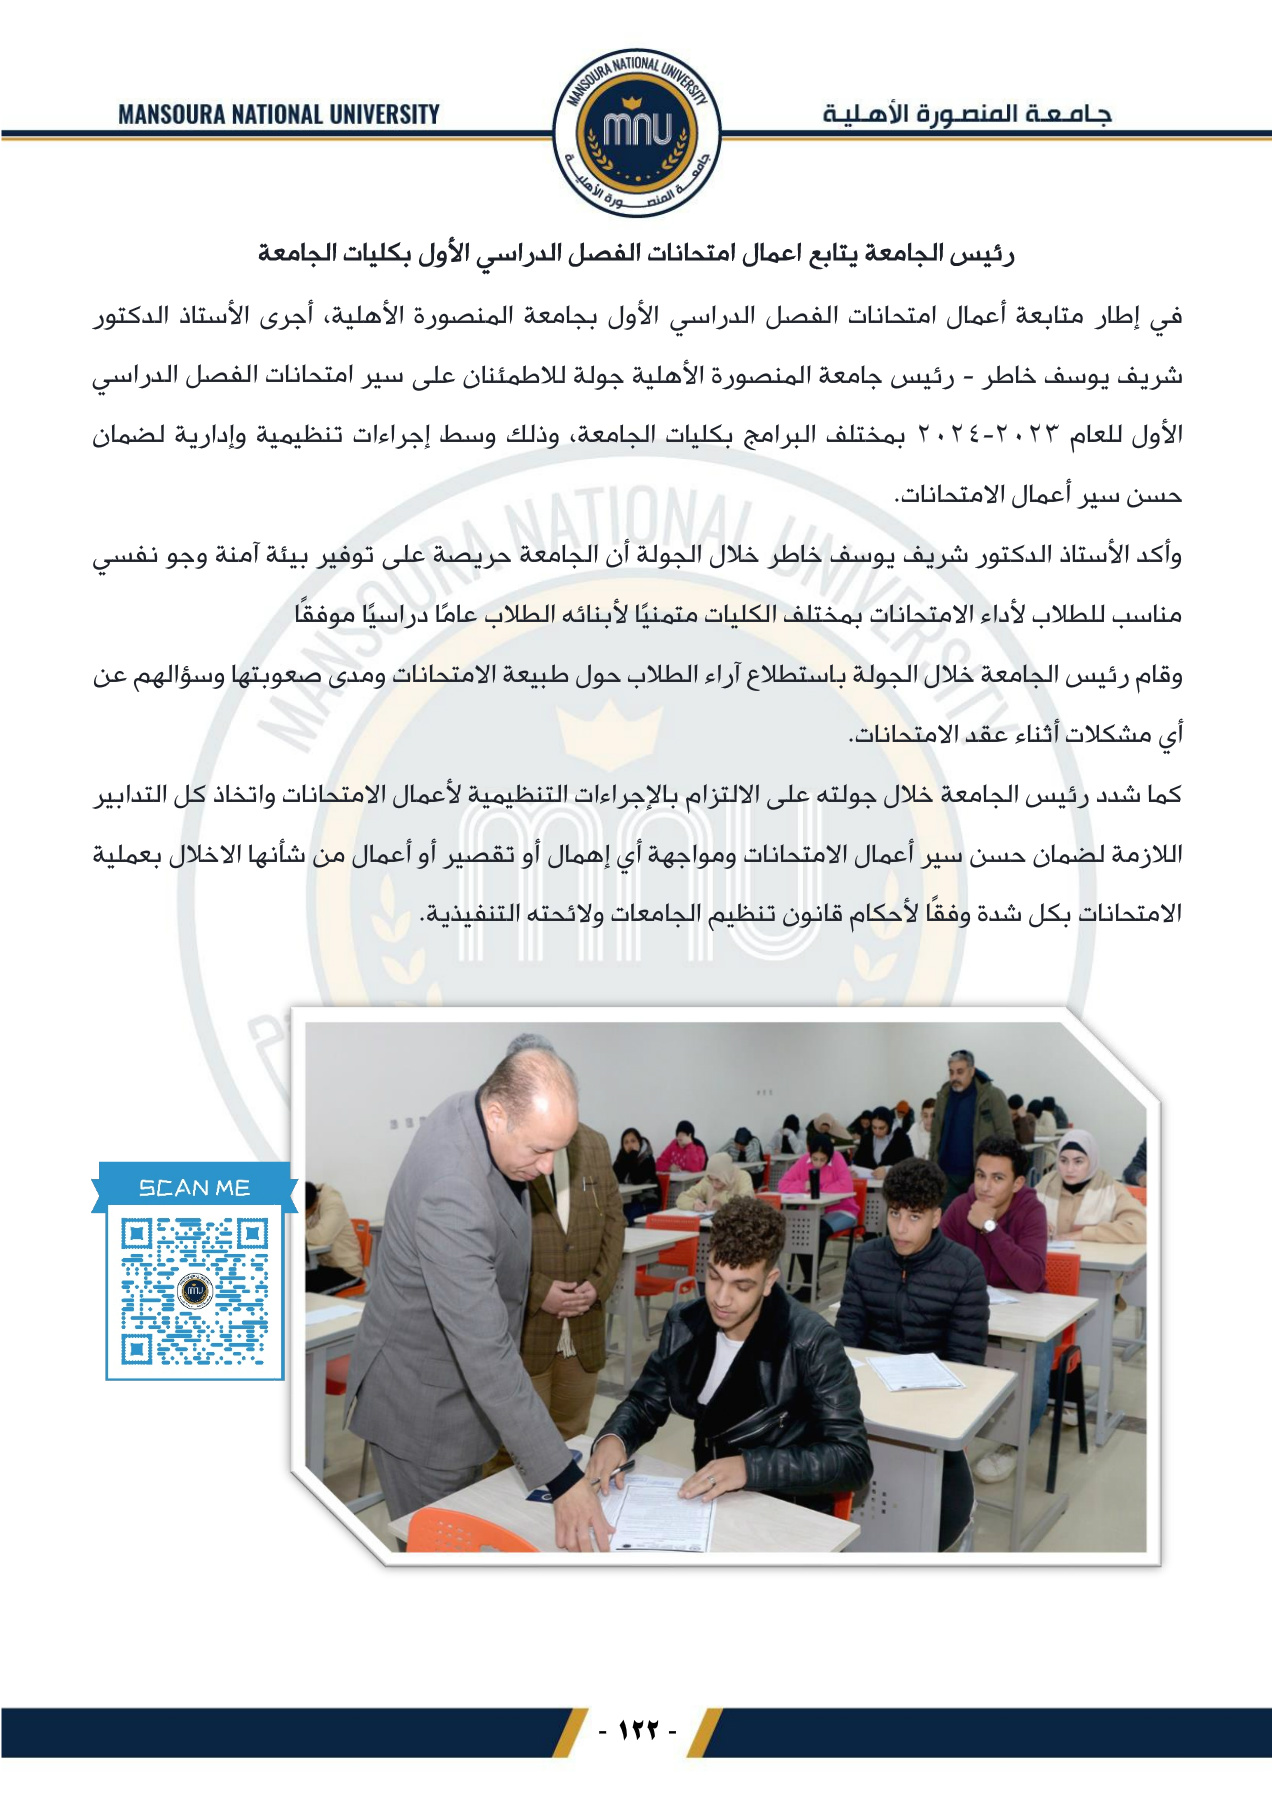 MANSOURA NATIONAL UNIVERSITY
جامعة المنصورة الأهلية
MANSOURA NATIONAL UNIVERSITY
mnu
جامعة المنصورة الأهلية
رئيس الجامعة يتابع اعمال امتحانات الفصل الدراسي الأول بكليات الجامعة
في إطار متابعة أعمال امتحانات الفصل الدراسي الأول بجامعة المنصورة الأهلية، أجرى الأستاذ الدكتور
شريف يوسف خاطر - رئيس جامعة المنصورة الأهلية جولة للاطمئنان على سير امتحانات الفصل الدراسي
الأول للعام ٢٠٢٣-٢٠٢٤ بمختلف البرامج بكليات الجامعة، وذلك وسط إجراءات تنظيمية وإدارية لضمان
حسن سير أعمال الامتحانات.
وأكد الأستاذ الدكتور شريف يوسف خاطر خلال الجولة أن الجامعة حريصة على توفير بيئة آمنة وجو نفسي
مناسب للطلاب لأداء الامتحانات بمختلف الكليات متمنيًا لأبنائه الطلاب عامًا دراسيًا موفقًا
وقام رئيس الجامعة خلال الجولة باستطلاع آراء الطلاب حول طبيعة الامتحانات ومدى صعوبتها وسؤالهم عن
أي مشكلات أثناء عقد الامتحانات.
كما شدد رئيس الجامعة خلال جولته على الالتزام بالإجراءات التنظيمية لأعمال الامتحانات واتخاذ كل التدابير
اللازمة لضمان حسن سير أعمال الامتحانات ومواجهة أي إهمال أو تقصير أو أعمال من شأنها الاخلال بعملية
الامتحانات بكل شدة وفقًا لأحكام قانون تنظيم الجامعات ولائحته التنفيذية.
MANSOURA NATIONAL UNIVERSITY
mnu
SCAN ME
mnu
- ١٢٢ -